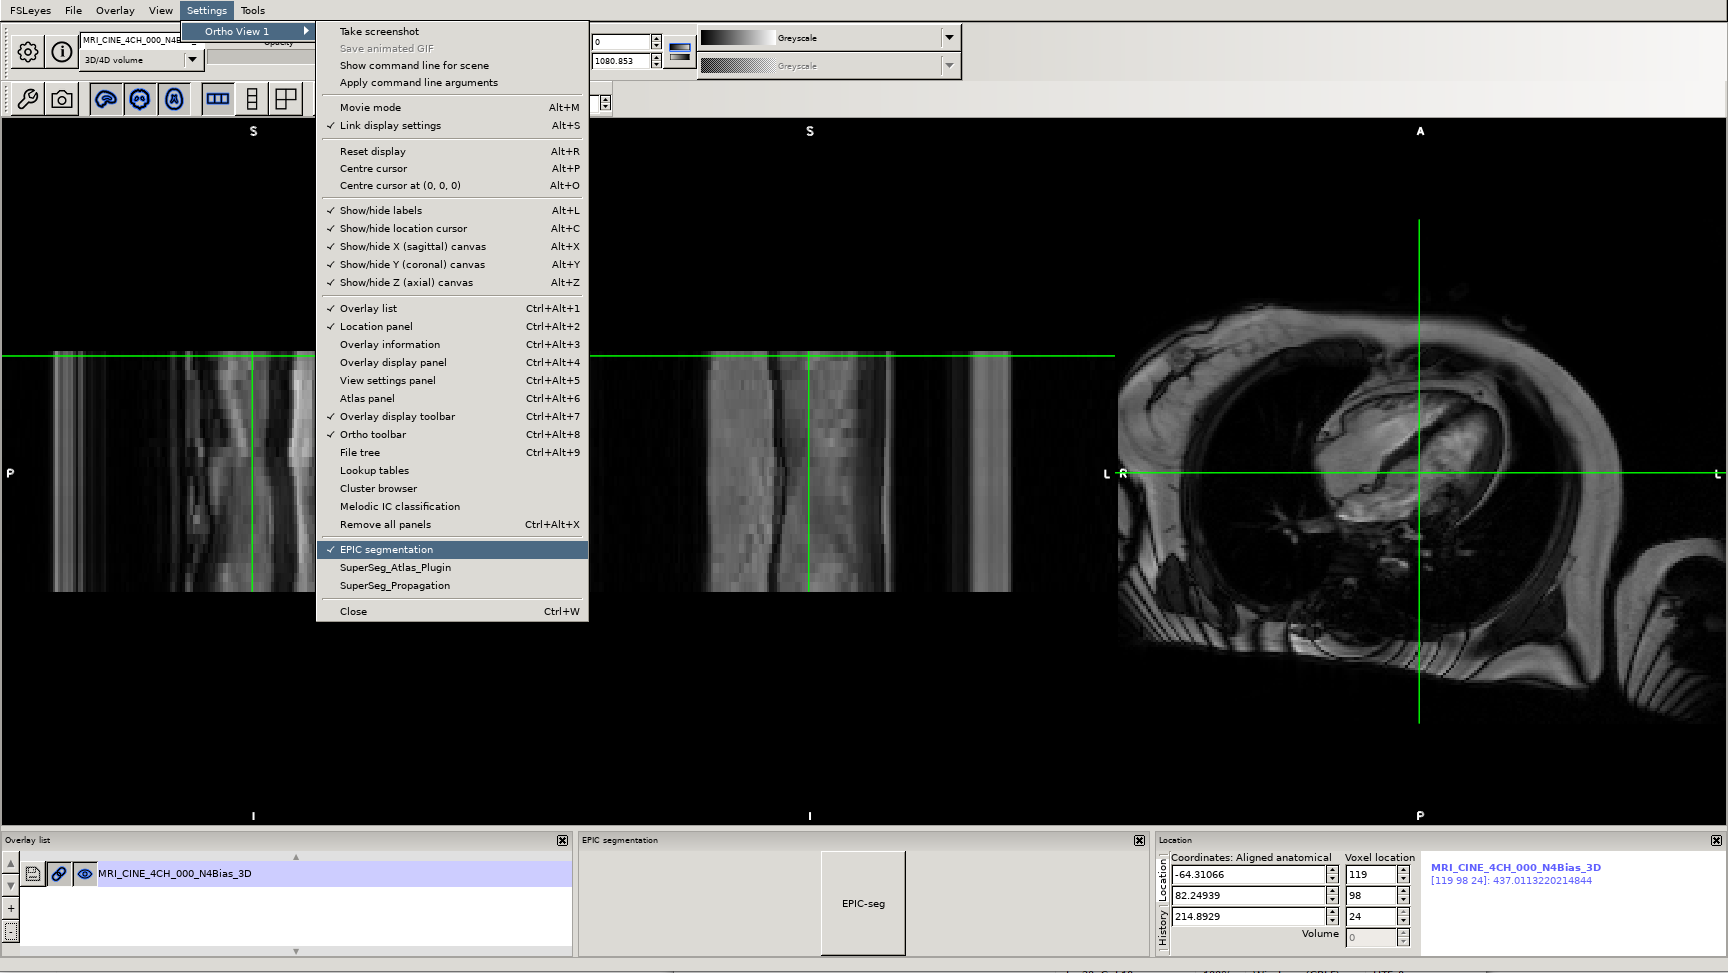 FSLeyes File Overlay View Settings Tools
Ortho View 1
MRI_CINE_4CH_000_N4B
3D/4D volume
Take screenshot
Save animated GIF
Show command line for scene
Apply command line arguments
Movie mode Alt+M
Link display settings Alt+S
Reset display Alt+R
Centre cursor Alt+P
Centre cursor at (0, 0, 0) Alt+O
Show/hide labels Alt+L
Show/hide location cursor Alt+C
Show/hide X (sagittal) canvas Alt+X
Show/hide Y (coronal) canvas Alt+Y
Show/hide Z (axial) canvas Alt+Z
Overlay list Ctrl+Alt+1
Location panel Ctrl+Alt+2
Overlay information Ctrl+Alt+3
Overlay display panel Ctrl+Alt+4
View settings panel Ctrl+Alt+5
Atlas panel Ctrl+Alt+6
Overlay display toolbar Ctrl+Alt+7
Ortho toolbar Ctrl+Alt+8
File tree Ctrl+Alt+9
Lookup tables
Cluster browser
Melodic IC classification
Remove all panels Ctrl+Alt+X
EPIC segmentation
SuperSeg_Atlas_Plugin
SuperSeg_Propagation
Close Ctrl+W
0
1080.853
Greyscale
Greyscale
S S A
P L R L
I I P
Overlay list
MRI_CINE_4CH_000_N4Bias_3D
EPIC segmentation
EPIC-seg
Location
Location
History
Coordinates: Aligned anatomical Voxel location
-64.31066 119
82.24939 98
214.8929 24
Volume 0
MRI_CINE_4CH_000_N4Bias_3D
[119 98 24]: 437.0113220214844